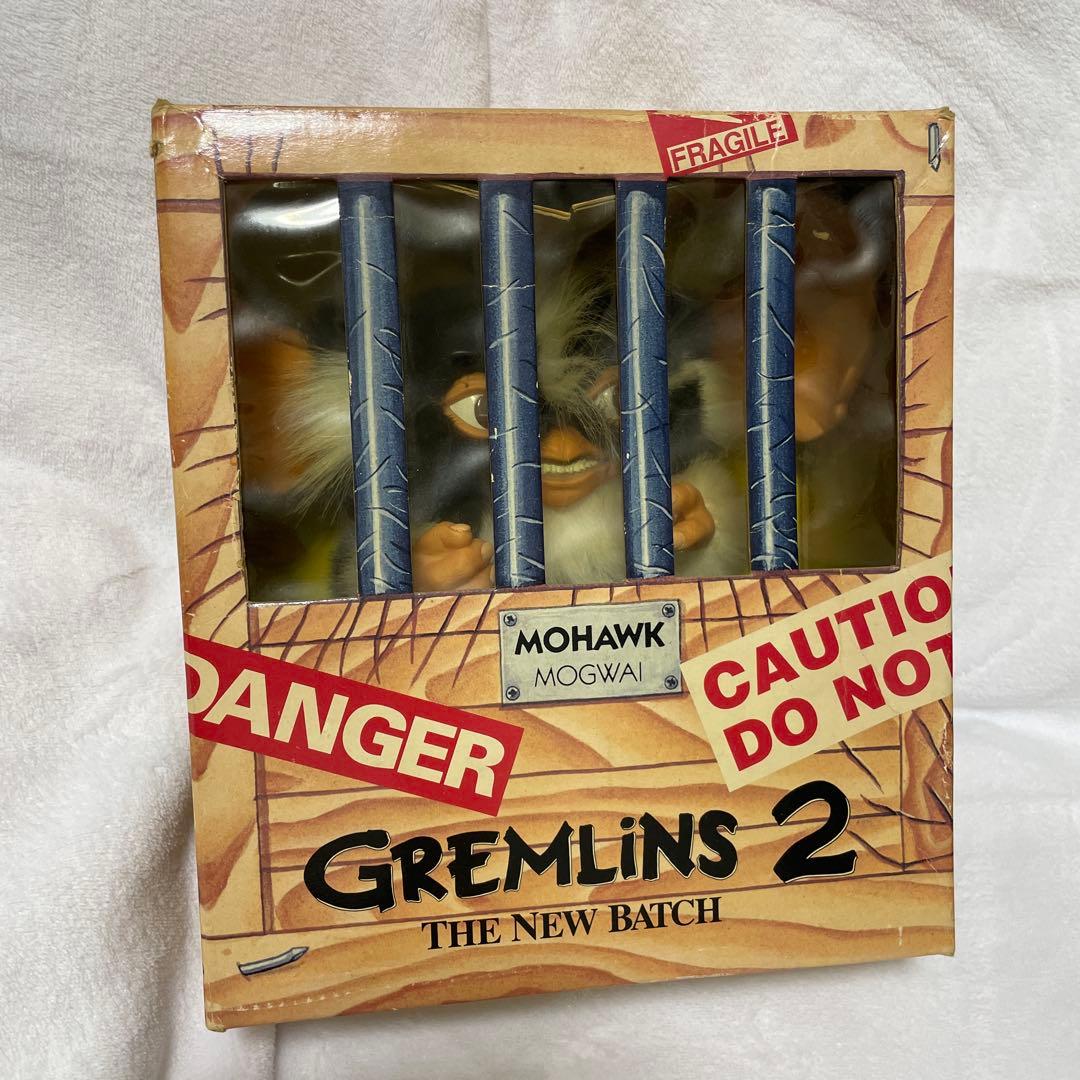 FRAGILE
MOHAWK
MOGWAI
DANGER
CAUTIO
DO NOT
GREMLiNS 2
THE NEW BATCH